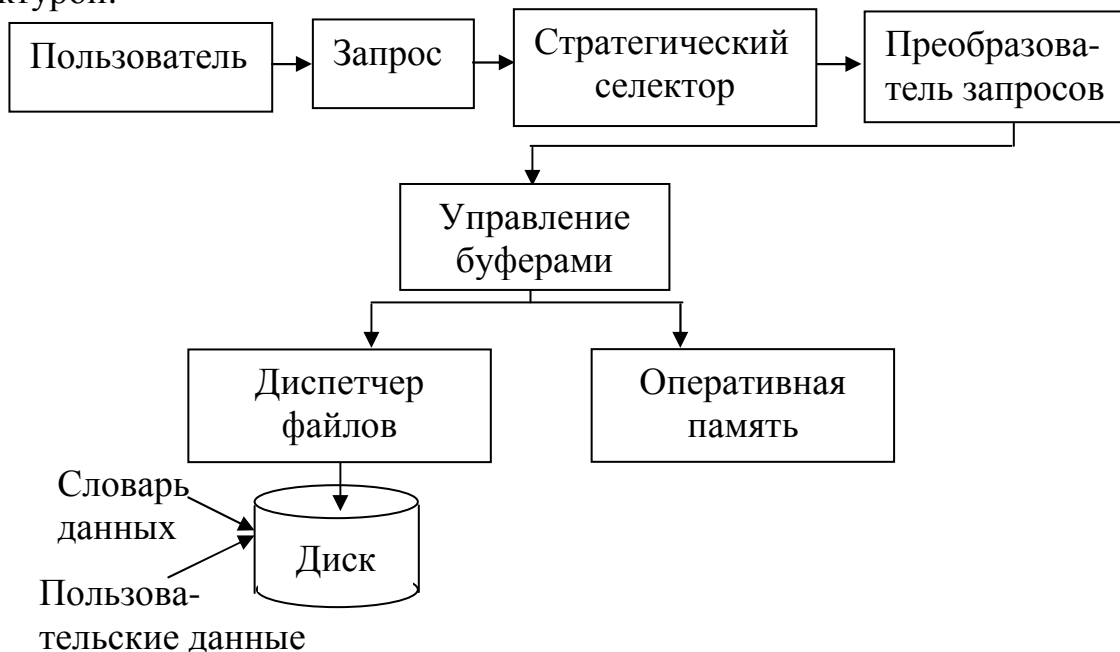 Пользователь
Запрос
Стратегический
селектор
Преобразова-
тель запросов
Управление
буферами
Диспетчер
файлов
Оперативная
память
Словарь
данных
Диск
Пользова-
тельские данные